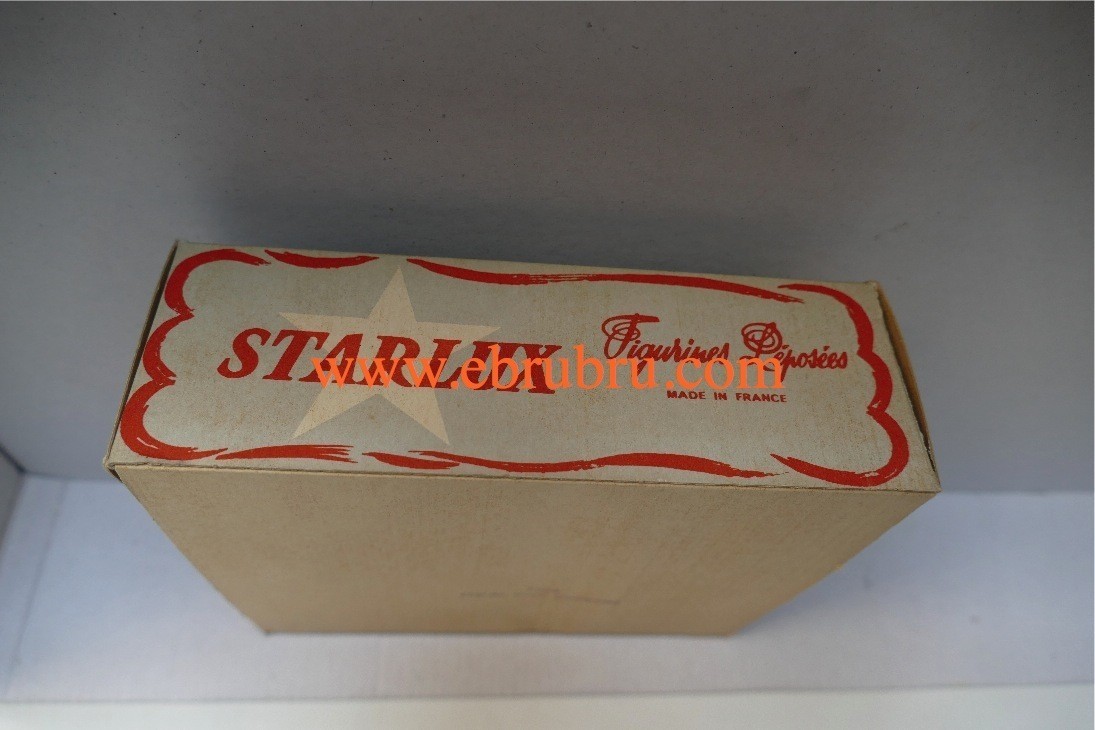 STARLUX
Figurines Déposées
MADE IN FRANCE
www.ebrubru.com